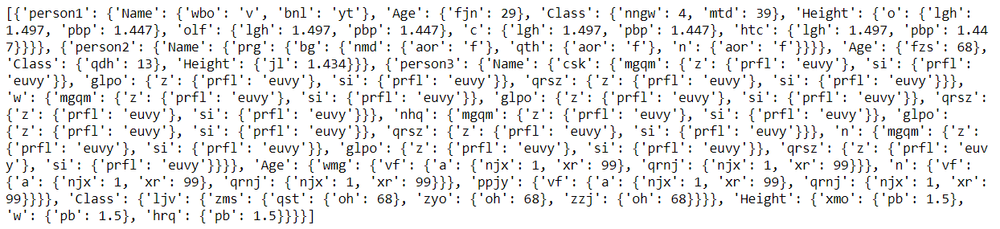 [{'person1': {'Name': {'wbo': 'v', 'bnl': 'yt'}, 'Age': {'fjn': 29}, 'Class': {'nngw': 4, 'mtd': 39}, 'Height': {'o': {'lgh':
1.497, 'pbp': 1.447}, 'olf': {'lgh': 1.497, 'pbp': 1.447}, 'c': {'lgh': 1.497, 'pbp': 1.447}, 'htc': {'lgh': 1.497, 'pbp': 1.44
7}}}}, {'person2': {'Name': {'prg': {'bg': {'nmd': {'aor': 'f'}, 'qth': {'aor': 'f'}, 'n': {'aor': 'f'}}}}, 'Age': {'fzs': 68},
'Class': {'qdh': 13}, 'Height': {'jl': 1.434}}}, {'person3': {'Name': {'csk': {'mgqm': {'z': {'prfl': 'euvy'}, 'si': {'prfl':
'euvy'}}, 'glpo': {'z': {'prfl': 'euvy'}, 'si': {'prfl': 'euvy'}}, 'qrsz': {'z': {'prfl': 'euvy'}, 'si': {'prfl': 'euvy'}}},
'w': {'mgqm': {'z': {'prfl': 'euvy'}, 'si': {'prfl': 'euvy'}}, 'glpo': {'z': {'prfl': 'euvy'}, 'si': {'prfl': 'euvy'}}, 'qrsz':
{'z': {'prfl': 'euvy'}, 'si': {'prfl': 'euvy'}}}, 'nhq': {'mgqm': {'z': {'prfl': 'euvy'}, 'si': {'prfl': 'euvy'}}, 'glpo':
{'z': {'prfl': 'euvy'}, 'si': {'prfl': 'euvy'}}, 'qrsz': {'z': {'prfl': 'euvy'}, 'si': {'prfl': 'euvy'}}}, 'n': {'mgqm': {'z':
{'prfl': 'euvy'}, 'si': {'prfl': 'euvy'}}, 'glpo': {'z': {'prfl': 'euvy'}, 'si': {'prfl': 'euvy'}}, 'qrsz': {'z': {'prfl': 'euv
y'}, 'si': {'prfl': 'euvy'}}}}, 'Age': {'wmg': {'vf': {'a': {'njx': 1, 'xr': 99}, 'qrnj': {'njx': 1, 'xr': 99}}}, 'n': {'vf':
{'a': {'njx': 1, 'xr': 99}, 'qrnj': {'njx': 1, 'xr': 99}}}, 'ppjy': {'vf': {'a': {'njx': 1, 'xr': 99}, 'qrnj': {'njx': 1, 'xr':
99}}}}, 'Class': {'ljv': {'zms': {'qst': {'oh': 68}, 'zyo': {'oh': 68}, 'zzj': {'oh': 68}}}}, 'Height': {'xmo': {'pb': 1.5},
'w': {'pb': 1.5}, 'hrq': {'pb': 1.5}}}}]